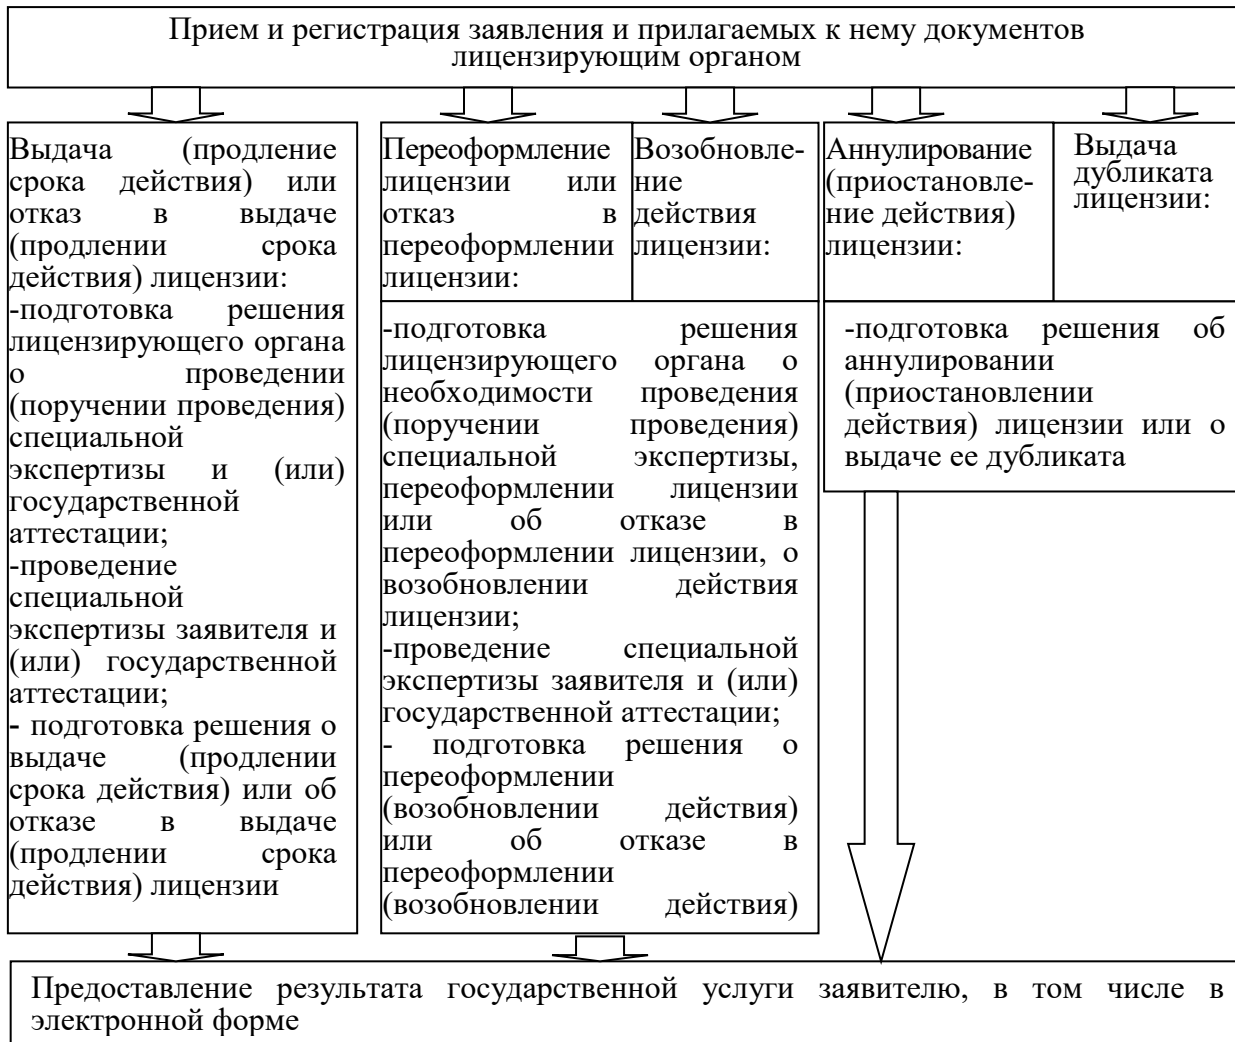 Прием и регистрация заявления и прилагаемых к нему документов
лицензирующим органом
Выдача (продление
срока действия) или
отказ в выдаче
(продлении срока
действия) лицензии:
-подготовка решения
лицензирующего органа
о проведении
(поручении проведения)
специальной
экспертизы и (или)
государственной
аттестации;
-проведение
специальной
экспертизы заявителя и
(или) государственной
аттестации;
- подготовка решения о
выдаче (продлении
срока действия) или об
отказе в выдаче
(продлении срока
действия) лицензии
Переоформление
лицензии или
отказ в
переоформлении
лицензии:
Возобновле-
ние
действия
лицензии:
-подготовка решения
лицензирующего органа о
необходимости проведения
(поручении проведения)
специальной экспертизы,
переоформлении лицензии
или об отказе в
переоформлении лицензии, о
возобновлении действия
лицензии;
-проведение специальной
экспертизы заявителя и (или)
государственной аттестации;
- подготовка решения о
переоформлении
(возобновлении действия)
или об отказе в
переоформлении
(возобновлении действия)
Аннулирование
(приостановле-
ние действия)
лицензии:
Выдача
дубликата
лицензии:
-подготовка решения об
аннулировании
(приостановлении
действия) лицензии или о
выдаче ее дубликата
Предоставление результата государственной услуги заявителю, в том числе в
электронной форме